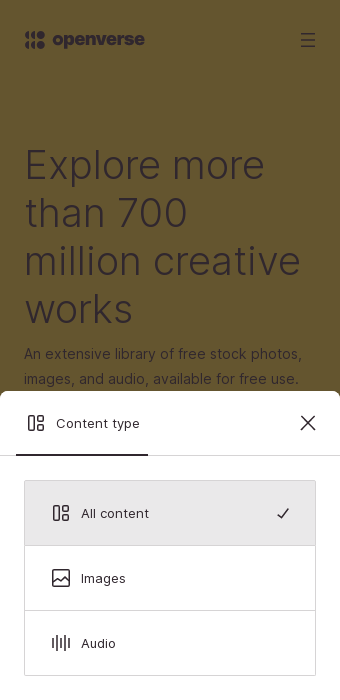 openverse
Explore more
than 700
million creative
works
An extensive library of free stock photos,
images, and audio, available for free use.
Content type
All content
Images
Audio